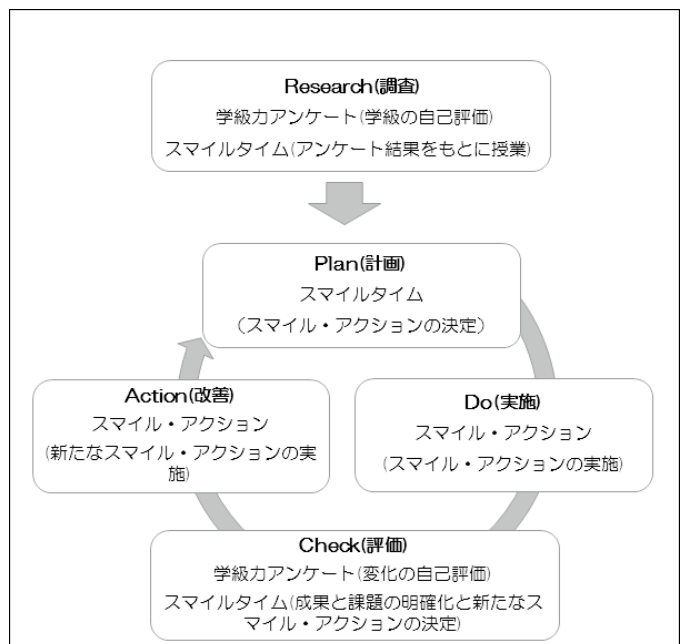 Research(調査)
学級力アンケート(学級の自己評価)
スマイルタイム(アンケート結果をもとに授業)
Plan(計画)
スマイルタイム
(スマイル・アクションの決定)
Action(改善)
スマイル・アクション
(新たなスマイル・アクションの実
施)
Do(実施)
スマイル・アクション
(スマイル・アクションの実施)
Check(評価)
学級力アンケート(変化の自己評価)
スマイルタイム(成果と課題の明確化と新たなス
マイル・アクションの決定)